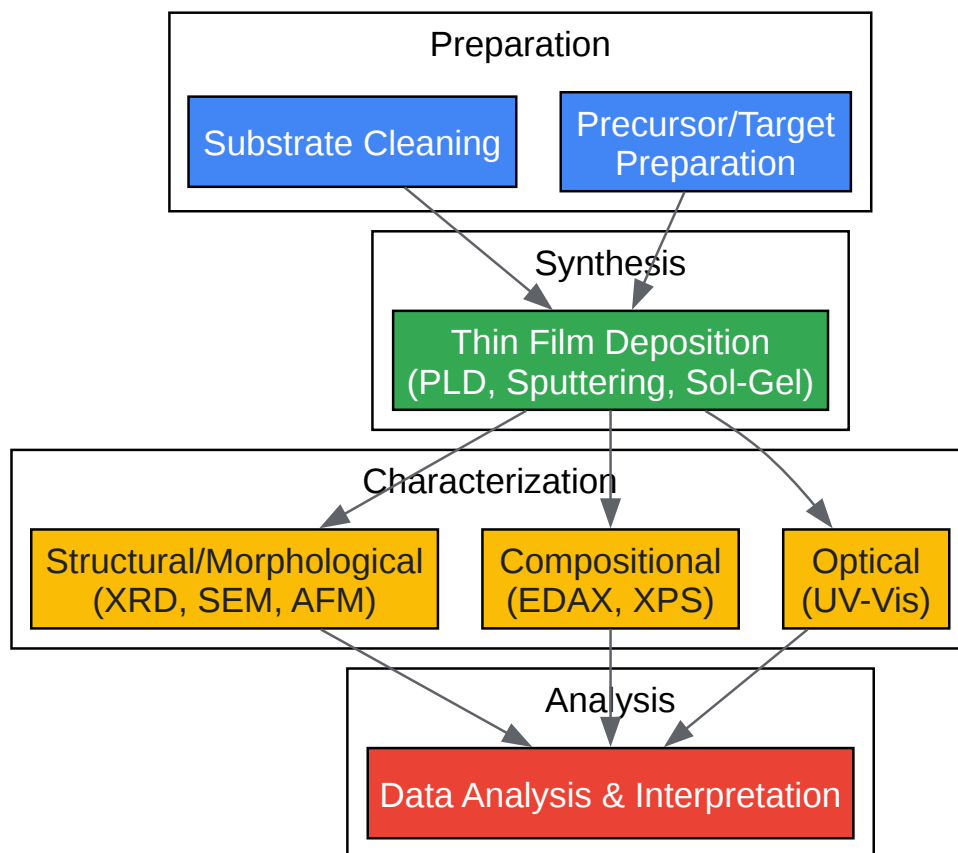 Preparation
Substrate Cleaning
Precursor/Target
Preparation
Synthesis
Thin Film Deposition
(PLD, Sputtering, Sol-Gel)
Characterization
Structural/Morphological
(XRD, SEM, AFM)
Compositional
(EDAX, XPS)
Optical
(UV-Vis)
Analysis
Data Analysis & Interpretation